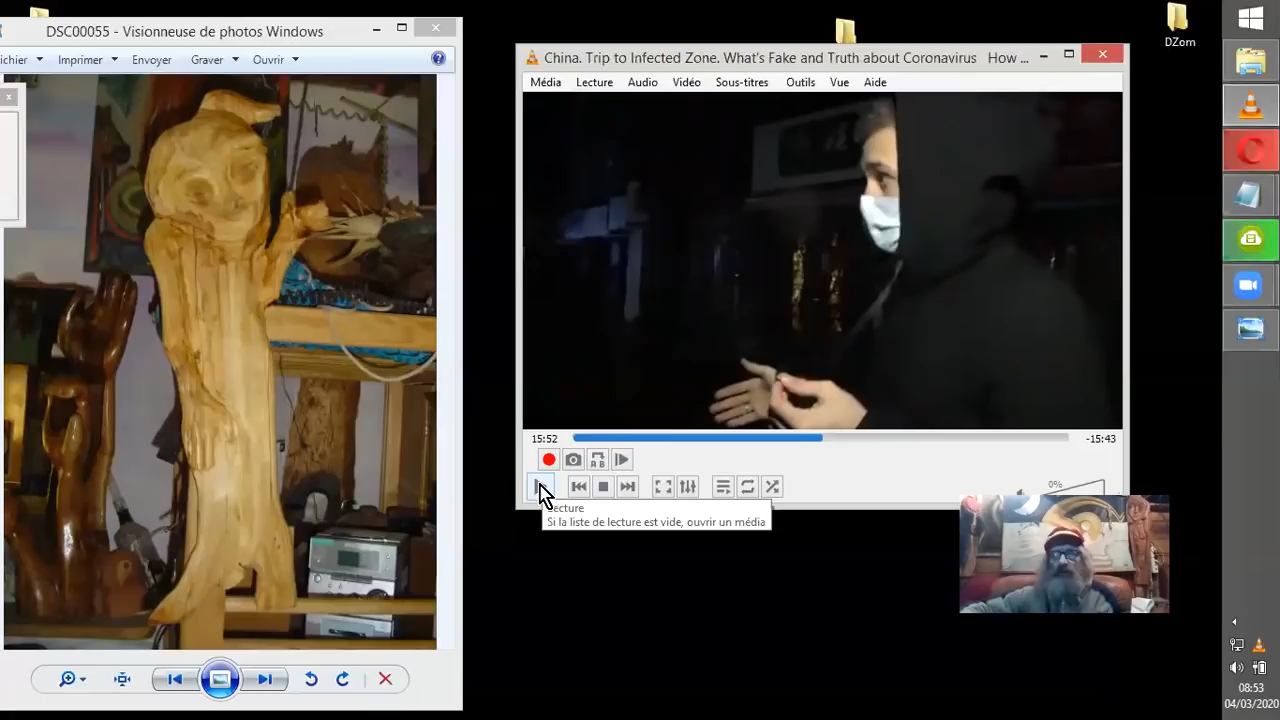 DSC00055 - Visionneuse de photos Windows
ichier Imprimer Envoyer Graver Ouvrir
China. Trip to Infected Zone. What's Fake and Truth about Coronavirus How ...
Média Lecture Audio Vidéo Sous-titres Outils Vue Aide
15:52 -15:43
0%
Lecture
Si la liste de lecture est vide, ouvrir un média
DZom
08:53
04/03/2020